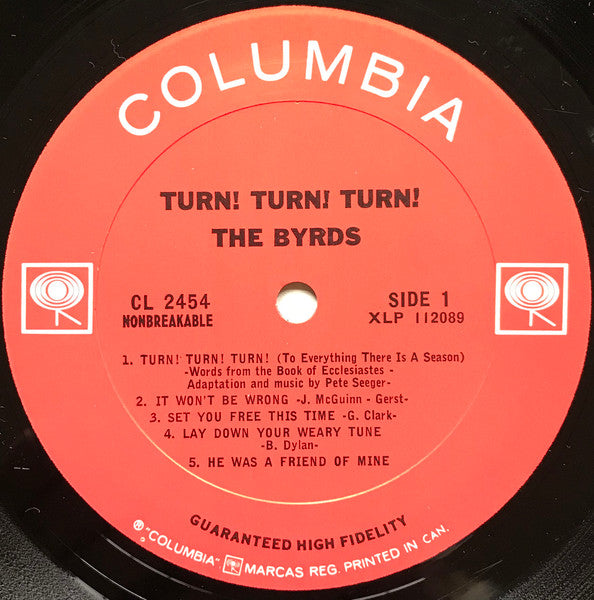 COLUMBIA
TURN! TURN! TURN!
THE BYRDS
CL 2454
NONBREAKABLE
SIDE 1
XLP 112089
1. TURN! TURN! TURN! (To Everything There Is A Season)
-Words from the Book of Ecclesiastes -
Adaptation and music by Pete Seeger-
2. IT WON'T BE WRONG -J. McGuinn - Gerst-
3. SET YOU FREE THIS TIME -G. Clark-
4. LAY DOWN YOUR WEARY TUNE
-B. Dylan-
5. HE WAS A FRIEND OF MINE
GUARANTEED HIGH FIDELITY
® "COLUMBIA" MARCAS REG. PRINTED IN CAN.